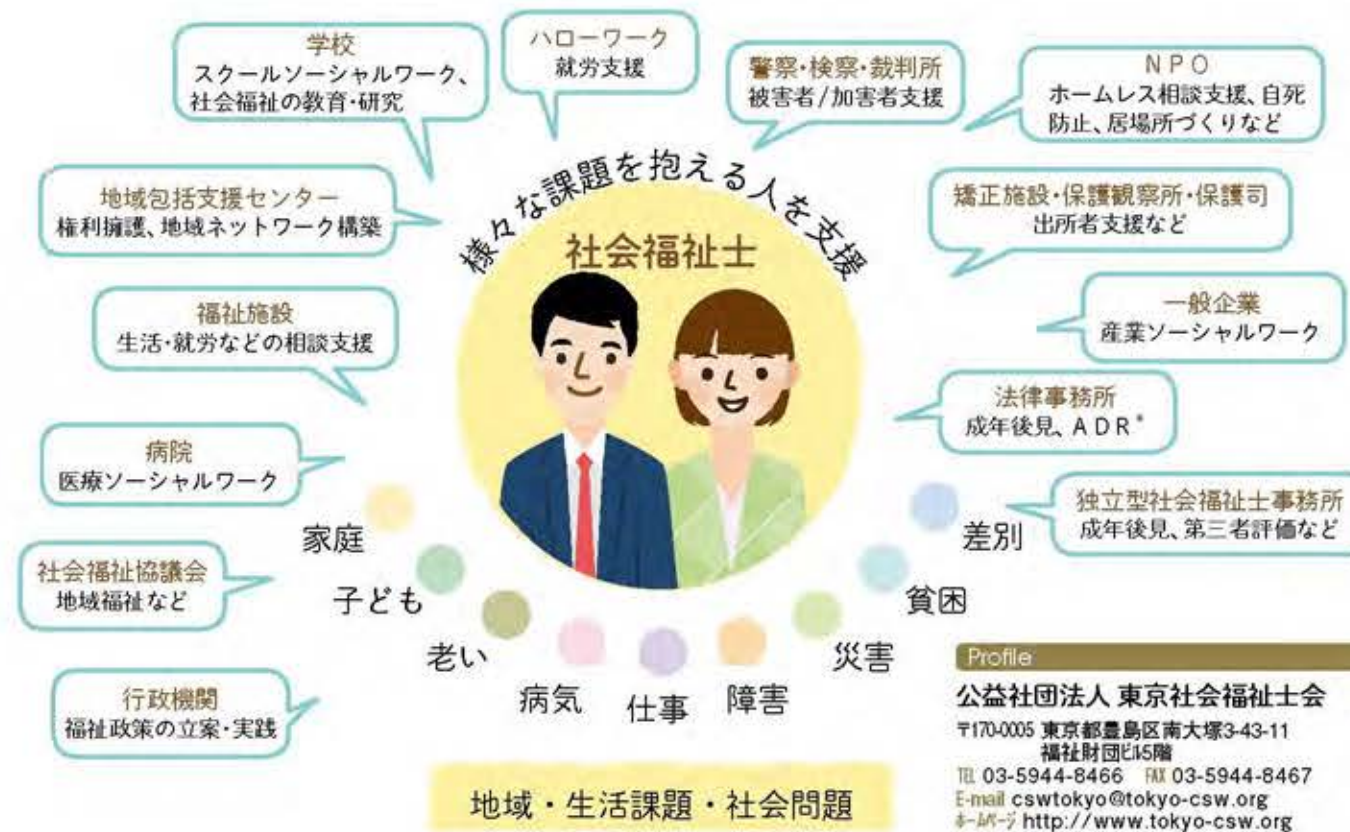 学校
スクールソーシャルワーク、
社会福祉の教育・研究
ハローワーク
就労支援
警察・検察・裁判所
被害者/加害者支援
NPO
ホームレス相談支援、自死
防止、居場所づくりなど
地域包括支援センター
権利擁護、地域ネットワーク構築
様々な課題を抱える人を支援
社会福祉士
矯正施設・保護観察所・保護司
出所者支援など
福祉施設
生活・就労などの相談支援
一般企業
産業ソーシャルワーク
法律事務所
成年後見、ADR*
病院
医療ソーシャルワーク
独立型社会福祉士事務所
成年後見、第三者評価など
社会福祉協議会
地域福祉など
行政機関
福祉政策の立案・実践
家庭
子ども
老い
病気
仕事
障害
災害
貧困
差別
地域・生活課題・社会問題
Profile
公益社団法人 東京社会福祉士会
〒170-0005 東京都豊島区南大塚3-43-11
福祉財団ビル5階
TEL 03-5944-8466 FAX 03-5944-8467
E-mail cswtokyo@tokyo-csw.org
ホームページ http://www.tokyo-csw.org